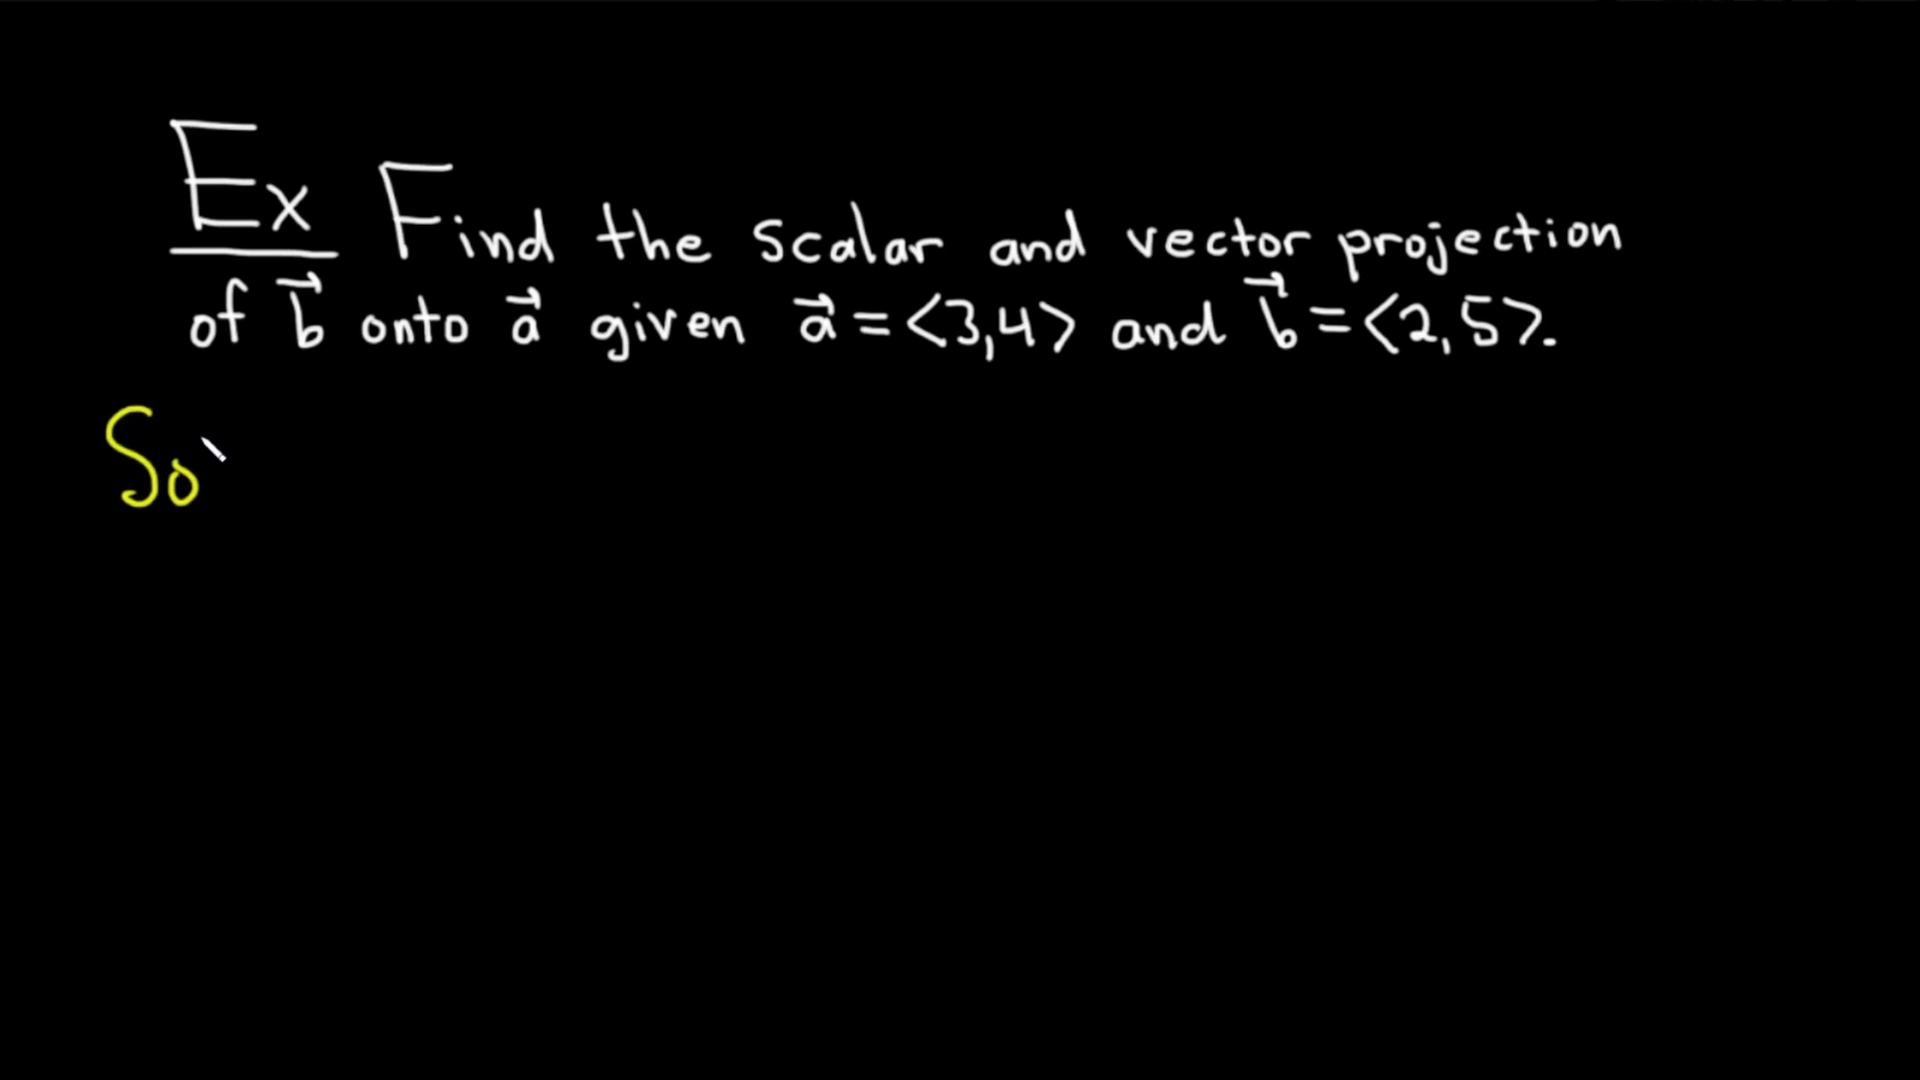 Ex Find the scalar and vector projection
of b⃗ onto a⃗ given a⃗ = <3,4> and b⃗ = <2,5>.
So